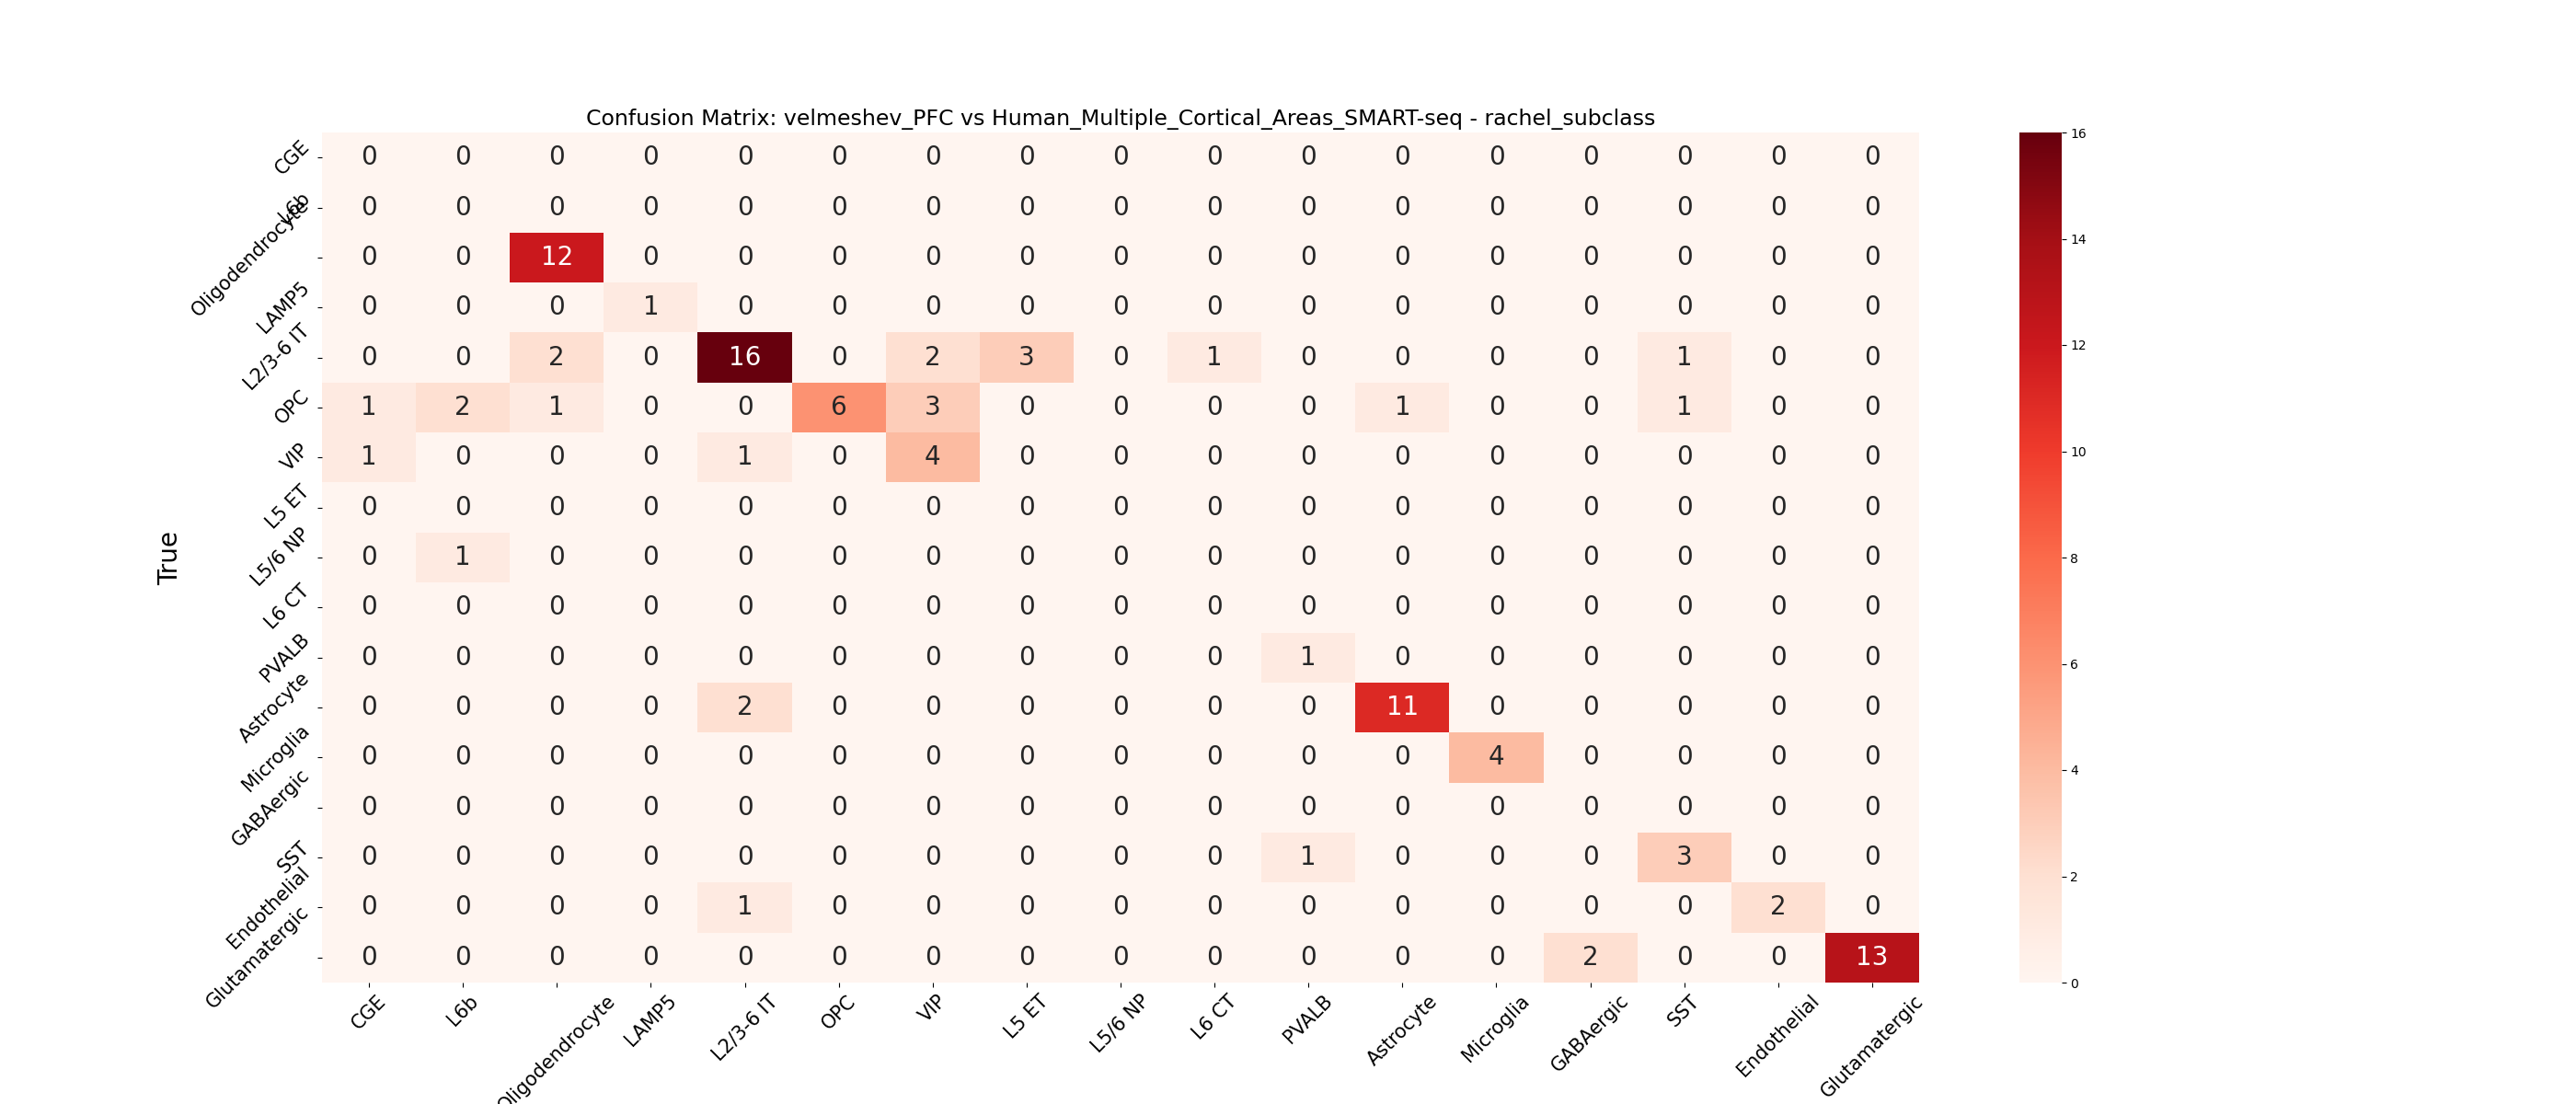 Confusion Matrix: velmeshev_PFC vs Human_Multiple_Cortical_Areas_SMART-seq - rachel_subclass
True
CGE 0 0 0 0 0 0 0 0 0 0 0 0 0 0 0 0 0
L6b 0 0 0 0 0 0 0 0 0 0 0 0 0 0 0 0 0
Oligodendrocyte 0 0 12 0 0 0 0 0 0 0 0 0 0 0 0 0 0
LAMP5 0 0 0 1 0 0 0 0 0 0 0 0 0 0 0 0 0
L2/3-6 IT 0 0 2 0 16 0 2 3 0 1 0 0 0 0 1 0 0
OPC 1 2 1 0 0 6 3 0 0 0 0 1 0 0 1 0 0
VIP 1 0 0 0 1 0 4 0 0 0 0 0 0 0 0 0 0
L5 ET 0 0 0 0 0 0 0 0 0 0 0 0 0 0 0 0 0
L5/6 NP 0 1 0 0 0 0 0 0 0 0 0 0 0 0 0 0 0
L6 CT 0 0 0 0 0 0 0 0 0 0 0 0 0 0 0 0 0
PVALB 0 0 0 0 0 0 0 0 0 0 1 0 0 0 0 0 0
Astrocyte 0 0 0 0 2 0 0 0 0 0 0 11 0 0 0 0 0
Microglia 0 0 0 0 0 0 0 0 0 0 0 0 4 0 0 0 0
GABAergic 0 0 0 0 0 0 0 0 0 0 0 0 0 0 0 0 0
SST 0 0 0 0 0 0 0 0 0 0 1 0 0 0 3 0 0
Endothelial 0 0 0 0 1 0 0 0 0 0 0 0 0 0 0 2 0
Glutamatergic 0 0 0 0 0 0 0 0 0 0 0 0 0 2 0 0 13
CGE L6b Oligodendrocyte LAMP5 L2/3-6 IT OPC VIP L5 ET L5/6 NP L6 CT PVALB Astrocyte Microglia GABAergic SST Endothelial Glutamatergic
16
14
12
10
8
6
4
2
0